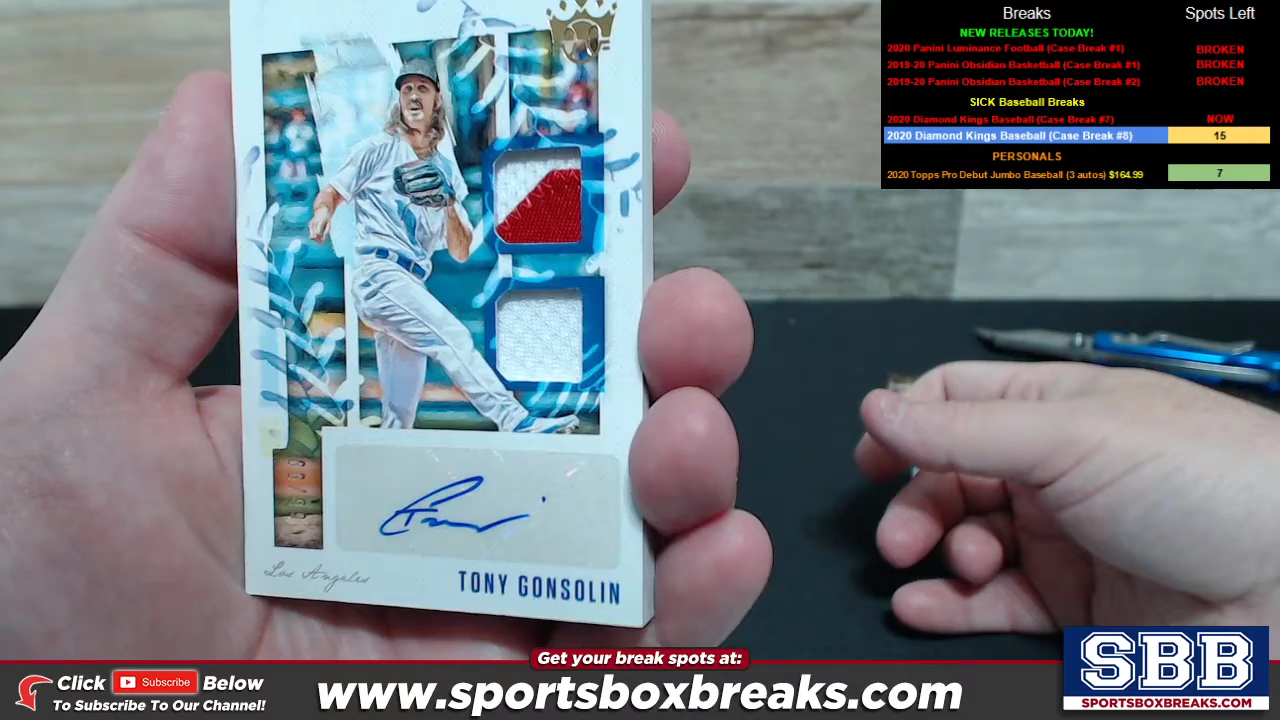 Breaks Spots Left
NEW RELEASES TODAY!
2020 Panini Luminance Football (Case Break #1) BROKEN
2019-20 Panini Obsidian Basketball (Case Break #1) BROKEN
2019-20 Panini Obsidian Basketball (Case Break #2) BROKEN
SICK Baseball Breaks
2020 Diamond Kings Baseball (Case Break #7) NOW
2020 Diamond Kings Baseball (Case Break #8) 15
PERSONALS
2020 Topps Pro Debut Jumbo Baseball (3 autos) $164.99 7
Los Angeles
TONY GONSOLIN
Get your break spots at:
Click Subscribe Below
To Subscribe To Our Channel!
www.sportsboxbreaks.com
SBB
SPORTSBOXBREAKS.COM